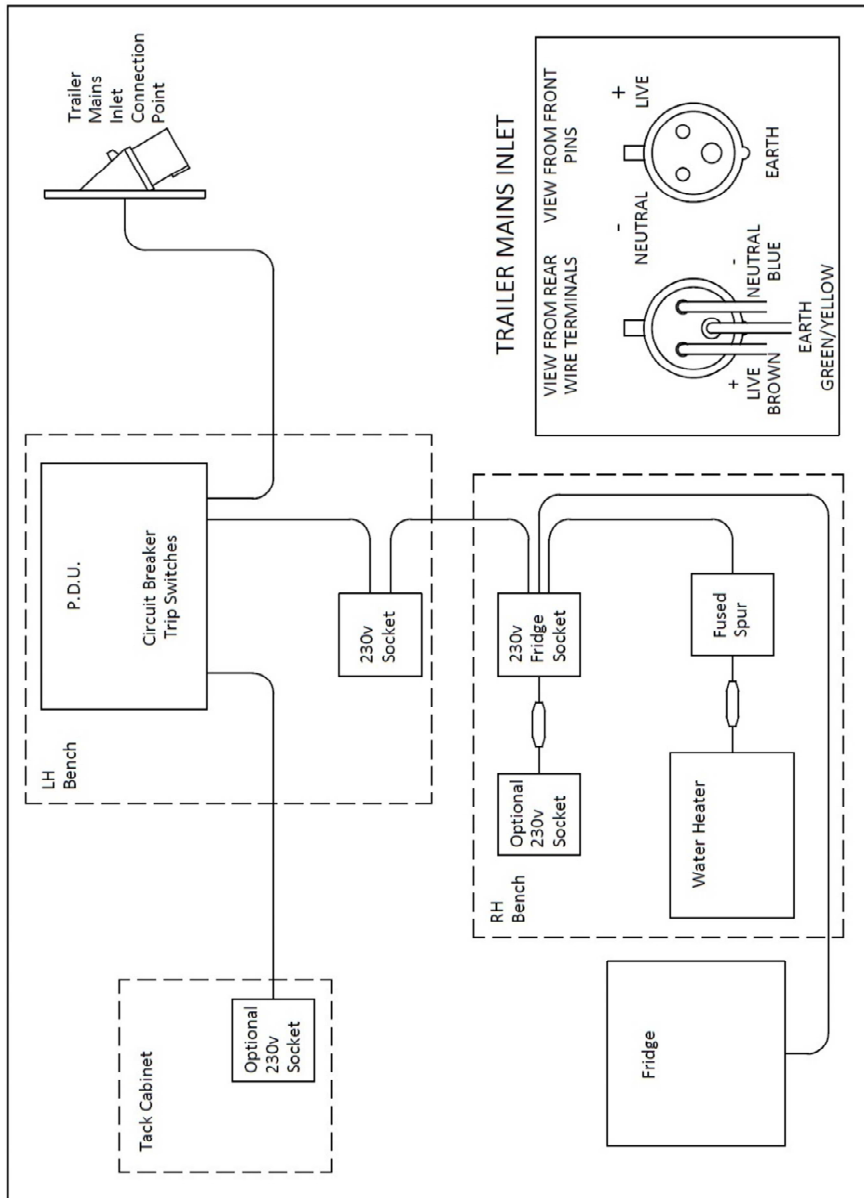 Trailer
Mains
Inlet
Connection
Point
LH
Bench
P.D.U.
Circuit Breaker
Trip Switches
230v
Socket
Tack Cabinet
Optional
230v
Socket
TRAILER MAINS INLET
VIEW FROM REAR
WIRE TERMINALS
+
LIVE
BROWN
EARTH
GREEN/YELLOW
-
NEUTRAL
BLUE
VIEW FROM FRONT
PINS
-
NEUTRAL
+
LIVE
EARTH
RH
Bench
Optional
230v
Socket
230v
Fridge
Socket
Water Heater
Fused
Spur
Fridge